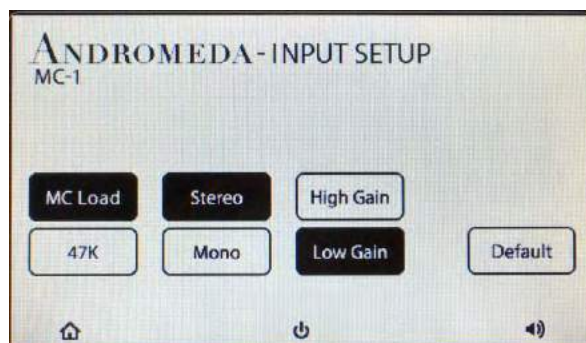 ANDROMEDA-INPUT SETUP
MC-1
MC Load Stereo High Gain
47K Mono Low Gain Default